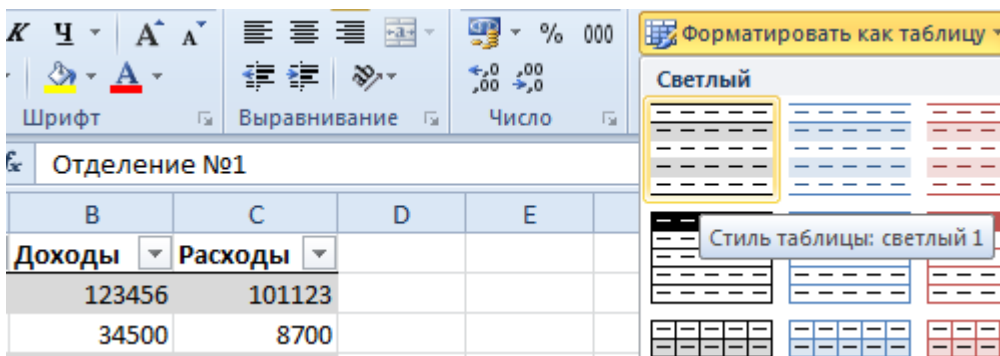 К Ч А А % 000 Форматировать как таблицу
А ,0 ,00 ,00 ,0 Светлый
Шрифт Выравнивание Число
Отделение №1
B C D E
Доходы Расходы
Стиль таблицы: светлый 1
123456 101123
34500 8700